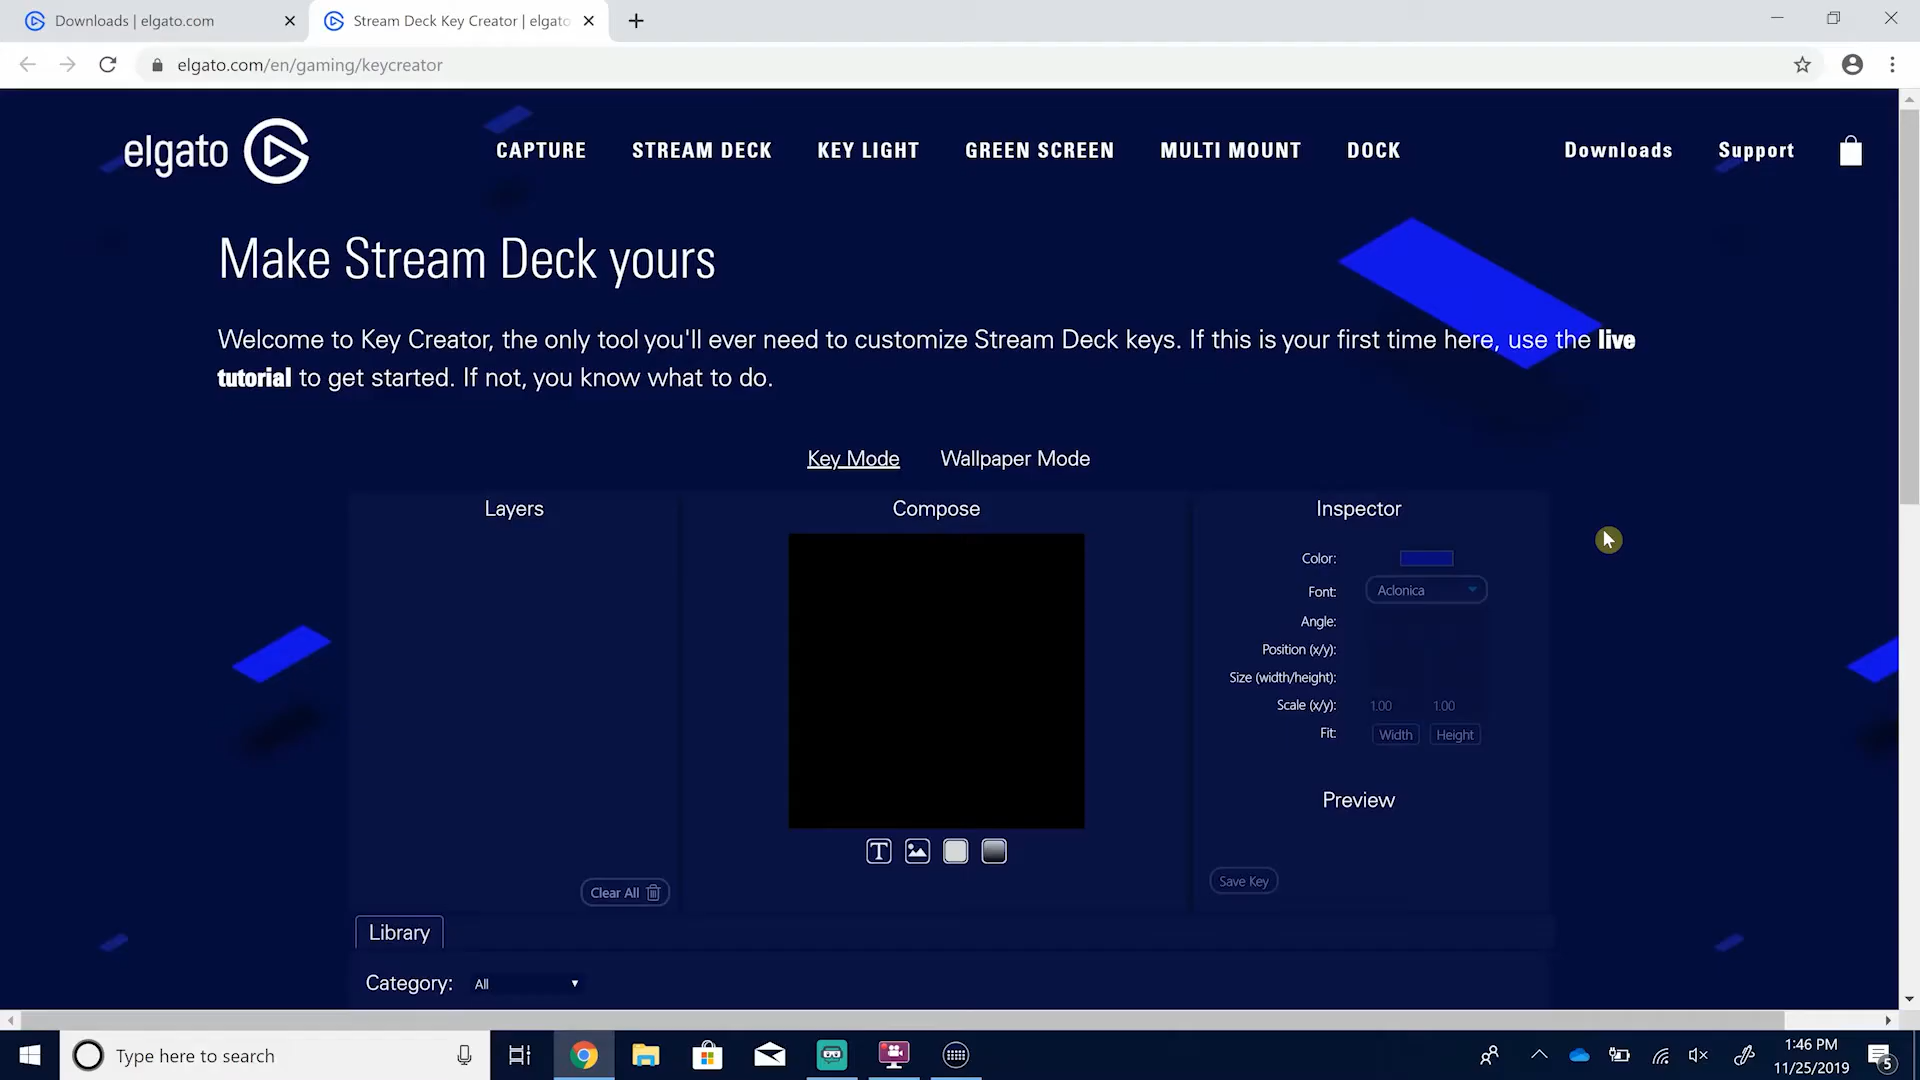 Downloads | elgato.com
Stream Deck Key Creator | elgato
elgato.com/en/gaming/keycreator
elgato
CAPTURE
STREAM DECK
KEY LIGHT
GREEN SCREEN
MULTI MOUNT
DOCK
Downloads
Support
Make Stream Deck yours
Welcome to Key Creator, the only tool you'll ever need to customize Stream Deck keys. If this is your first time here, use the live
tutorial to get started. If not, you know what to do.
Key Mode
Wallpaper Mode
Layers
Compose
Inspector
Color:
Font:
Aclonica
Angle:
Position (x/y):
Size (width/height):
Scale (x/y):
1.00
1.00
Fit:
Width
Height
Preview
T
Clear All
Save Key
Library
Category:
All
Type here to search
1:46 PM
11/25/2019
5